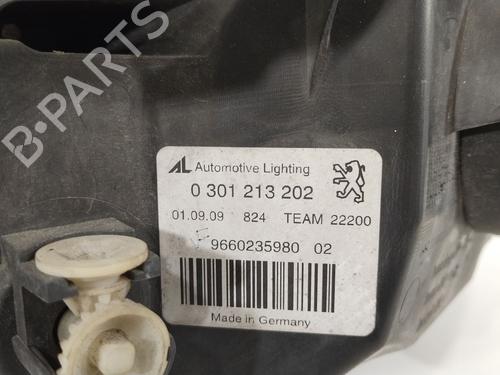 B-PARTS
AL Automotive Lighting
0 301 213 202
01.09.09 824 TEAM 22200
9660235980 02
Made in Germany